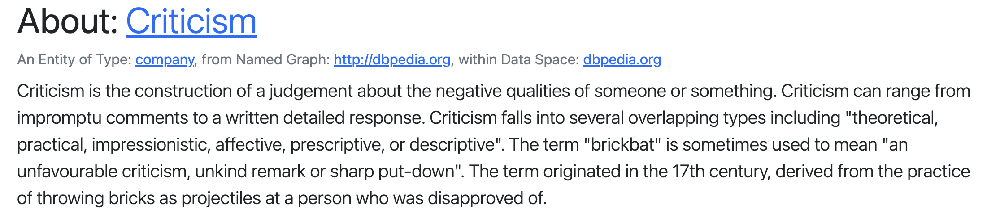 About: Criticism
An Entity of Type: company, from Named Graph: http://dbpedia.org, within Data Space: dbpedia.org
Criticism is the construction of a judgement about the negative qualities of someone or something. Criticism can range from
impromptu comments to a written detailed response. Criticism falls into several overlapping types including "theoretical,
practical, impressionistic, affective, prescriptive, or descriptive". The term "brickbat" is sometimes used to mean "an
unfavourable criticism, unkind remark or sharp put-down". The term originated in the 17th century, derived from the practice
of throwing bricks as projectiles at a person who was disapproved of.